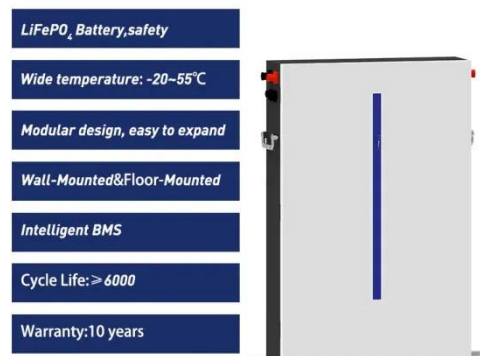 LiFePO₄ Battery,safety
Wide temperature: -20~55℃
Modular design, easy to expand
Wall-Mounted&Floor-Mounted
Intelligent BMS
Cycle Life:≥6000
Warranty:10 years